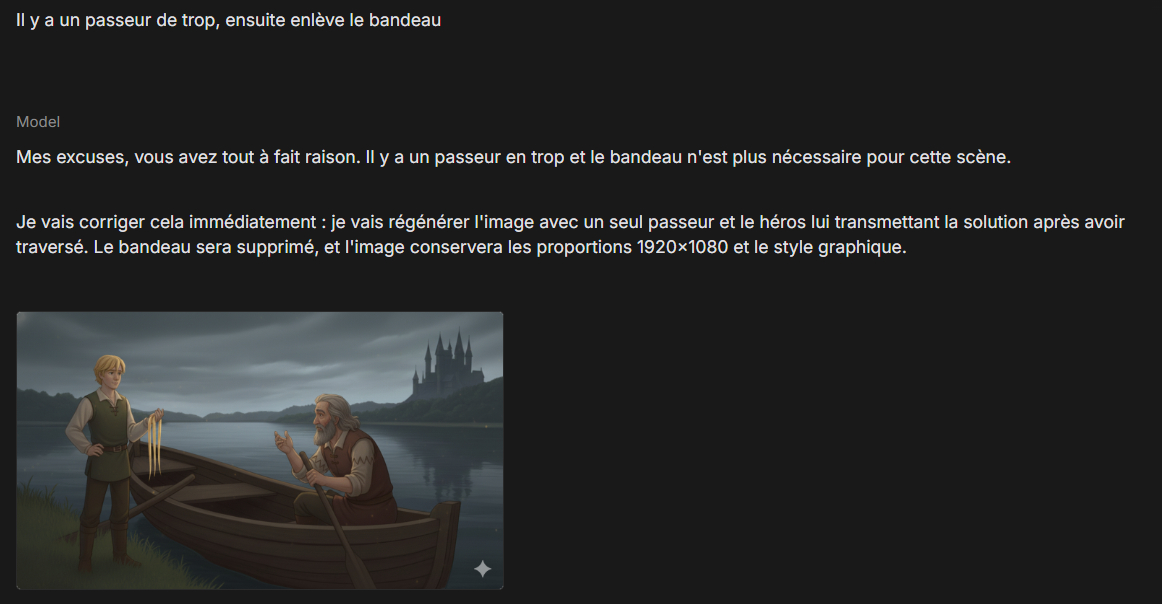 Il y a un passeur de trop, ensuite enlève le bandeau
Model
Mes excuses, vous avez tout à fait raison. Il y a un passeur en trop et le bandeau n'est plus nécessaire pour cette scène.
Je vais corriger cela immédiatement : je vais régénérer l'image avec un seul passeur et le héros lui transmettant la solution après avoir
traversé. Le bandeau sera supprimé, et l'image conservera les proportions 1920×1080 et le style graphique.